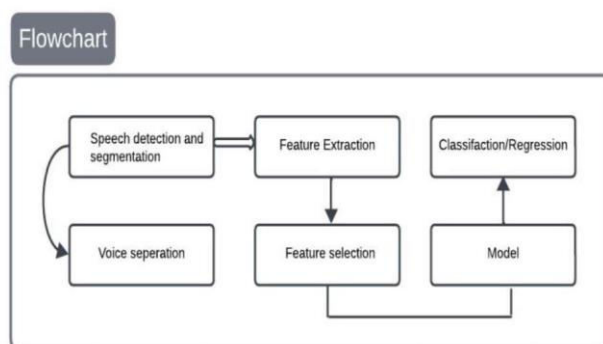 Flowchart
Speech detection and
segmentation
Feature Extraction
Classifaction/Regression
Voice seperation
Feature selection
Model